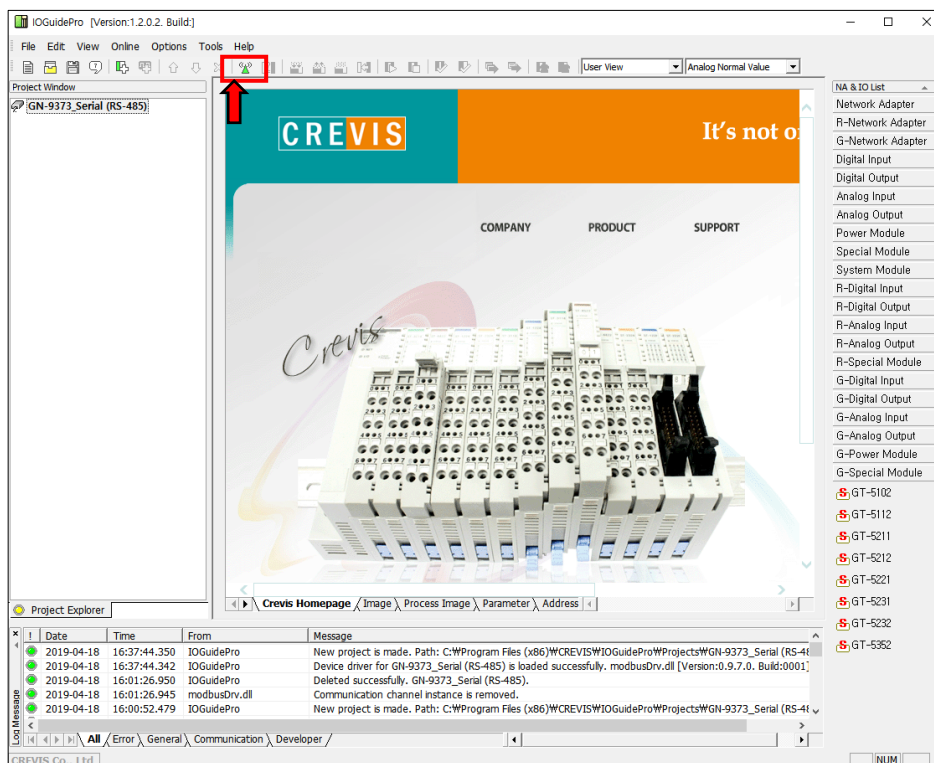 IOGuidePro [Version:1.2.0.2. Build:]
File Edit View Online Options Tools Help
User View Analog Normal Value
Project Window
GN-9373_Serial (RS-485)
CREVIS It's not o
COMPANY PRODUCT SUPPORT
Crevis
Crevis Homepage Image Process Image Parameter Address
Project Explorer
NA & IO List
Network Adapter
R-Network Adapter
G-Network Adapter
Digital Input
Digital Output
Analog Input
Analog Output
Power Module
Special Module
System Module
R-Digital Input
R-Digital Output
R-Analog Input
R-Analog Output
R-Special Module
G-Digital Input
G-Digital Output
G-Analog Input
G-Analog Output
G-Power Module
G-Special Module
GT-5102
GT-5112
GT-5211
GT-5212
GT-5221
GT-5231
GT-5232
GT-5352
Log Message
! Date Time From Message
2019-04-18 16:37:44.350 IOGuidePro New project is made. Path: C:₩Program Files (x86)₩CREVIS₩IOGuidePro₩Projects₩GN-9373_Serial (RS-48
2019-04-18 16:37:44.342 IOGuidePro Device driver for GN-9373_Serial (RS-485) is loaded successfully. modbusDrv.dll [Version:0.9.7.0. Build:0001]
2019-04-18 16:01:26.950 IOGuidePro Deleted successfully. GN-9373_Serial (RS-485).
2019-04-18 16:01:26.945 modbusDrv.dll Communication channel instance is removed.
2019-04-18 16:00:52.479 IOGuidePro New project is made. Path: C:₩Program Files (x86)₩CREVIS₩IOGuidePro₩Projects₩GN-9373_Serial (RS-48
All Error General Communication Developer
CREVIS Co., Ltd NUM